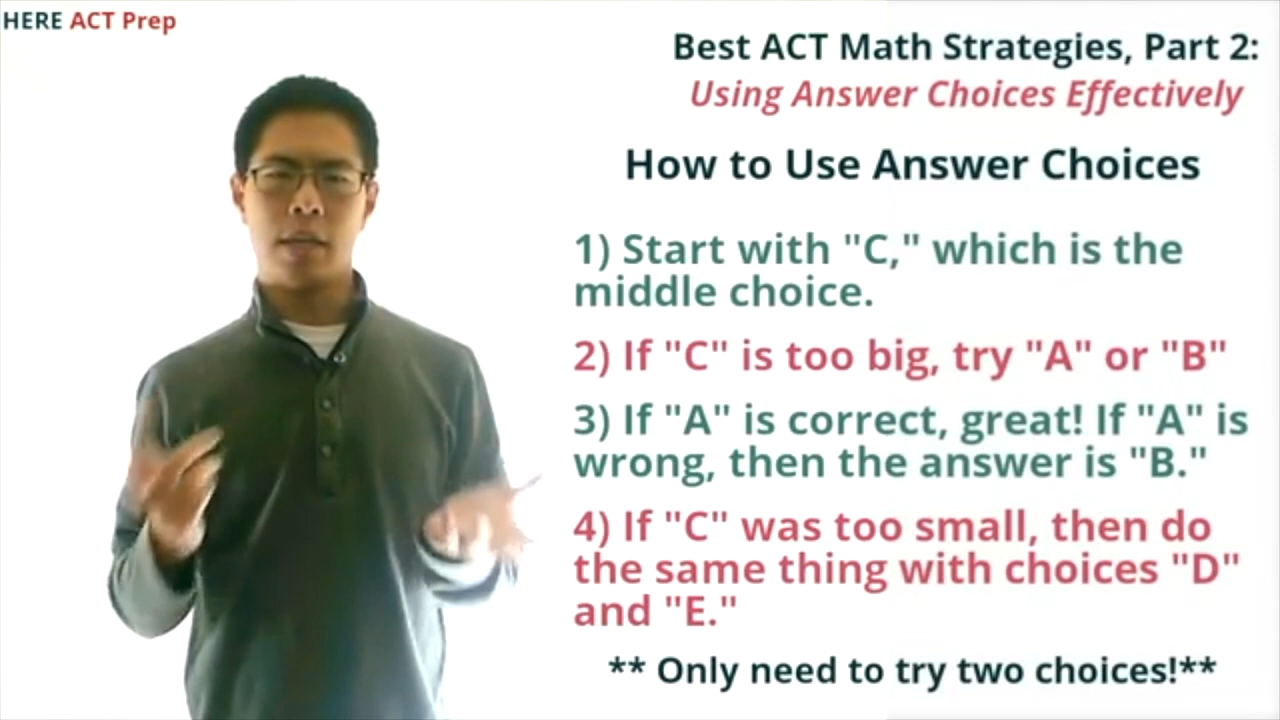 HERE ACT Prep
Best ACT Math Strategies, Part 2:
Using Answer Choices Effectively
How to Use Answer Choices
1) Start with "C," which is the
middle choice.
2) If "C" is too big, try "A" or "B"
3) If "A" is correct, great! If "A" is
wrong, then the answer is "B."
4) If "C" was too small, then do
the same thing with choices "D"
and "E."
** Only need to try two choices!**